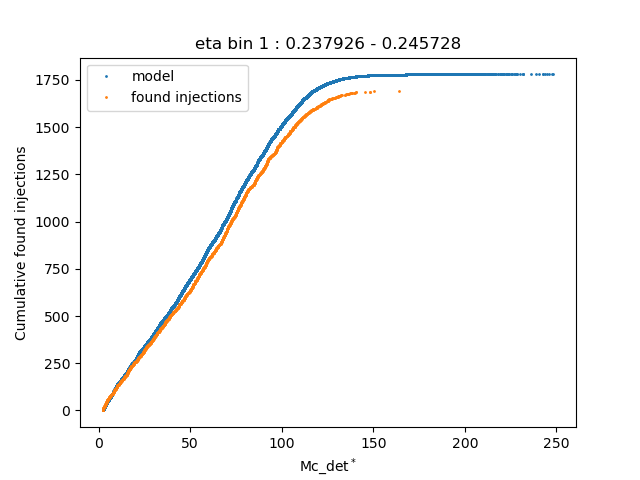 eta bin 1 : 0.237926 - 0.245728
model
found injections
Cumulative found injections
1750
1500
1250
1000
750
500
250
0
0 50 100 150 200 250
Mc_det*